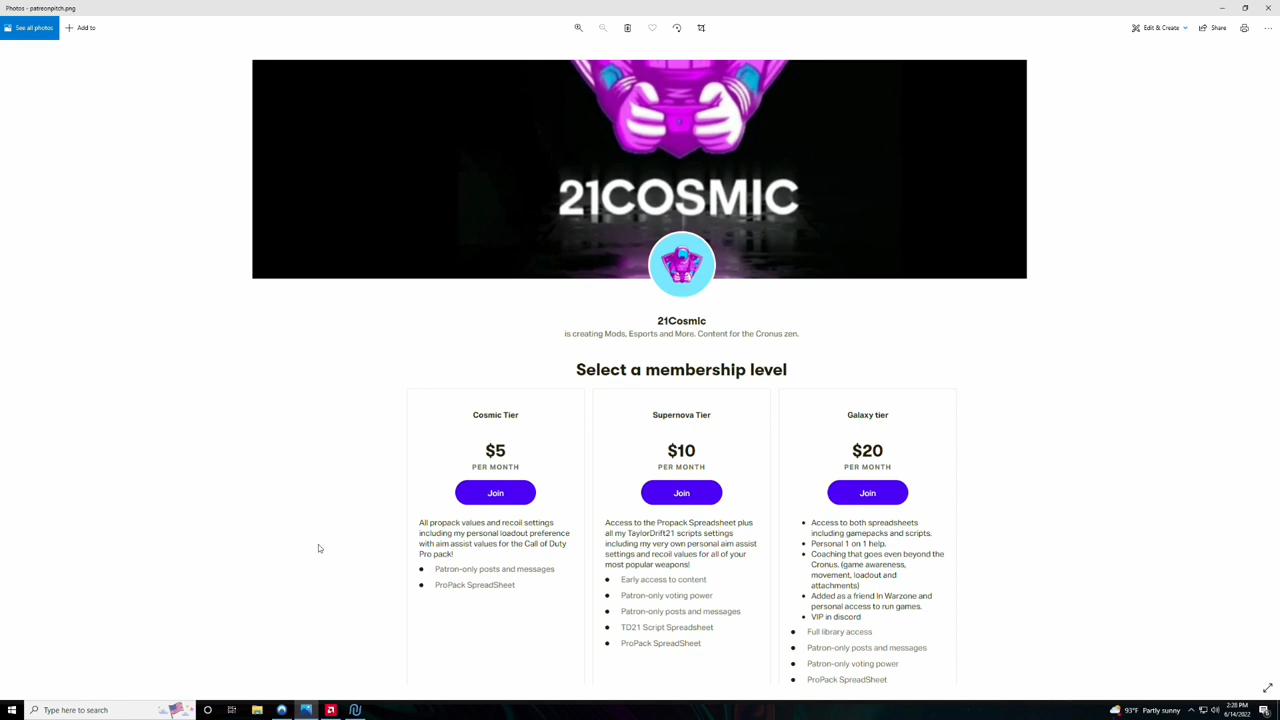 Photos - patreonpitch.png
See all photos
Add to
Edit & Create
Share
21COSMIC
21Cosmic
is creating Mods, Esports and More. Content for the Cronus zen.
Select a membership level
Cosmic Tier
$5
PER MONTH
Join
All propack values and recoil settings
including my personal loadout preference
with aim assist values for the Call of Duty
Pro pack!
Patron-only posts and messages
ProPack SpreadSheet
Supernova Tier
$10
PER MONTH
Join
Access to the Propack Spreadsheet plus
all my TaylorDrift21 scripts settings
including my very own personal aim assist
settings and recoil values for all of your
most popular weapons!
Early access to content
Patron-only voting power
Patron-only posts and messages
TD21 Script Spreadsheet
ProPack SpreadSheet
Galaxy tier
$20
PER MONTH
Join
Access to both spreadsheets
including gamepacks and scripts.
Personal 1 on 1 help.
Coaching that goes even beyond the
Cronus. (game awareness,
movement, loadout and
attachments)
Added as a friend In Warzone and
personal access to run games.
VIP in discord
Full library access
Patron-only posts and messages
Patron-only voting power
ProPack SpreadSheet
Type here to search
93°F Partly sunny
2:28 PM
6/14/2022